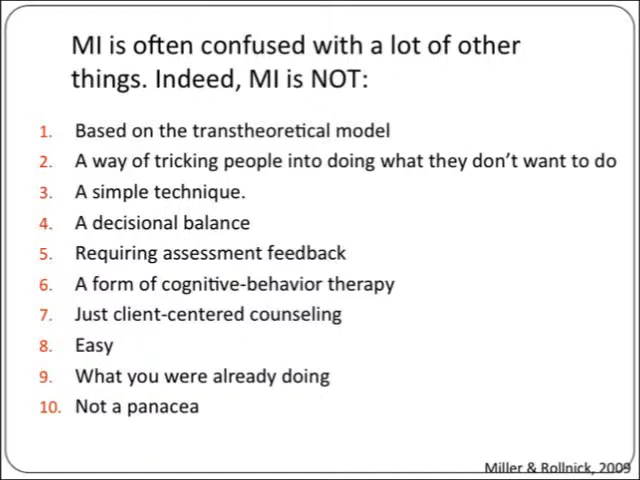 MI is often confused with a lot of other
things. Indeed, MI is NOT:
1. Based on the transtheoretical model
2. A way of tricking people into doing what they don't want to do
3. A simple technique.
4. A decisional balance
5. Requiring assessment feedback
6. A form of cognitive-behavior therapy
7. Just client-centered counseling
8. Easy
9. What you were already doing
10. Not a panacea
Miller & Rollnick, 2009